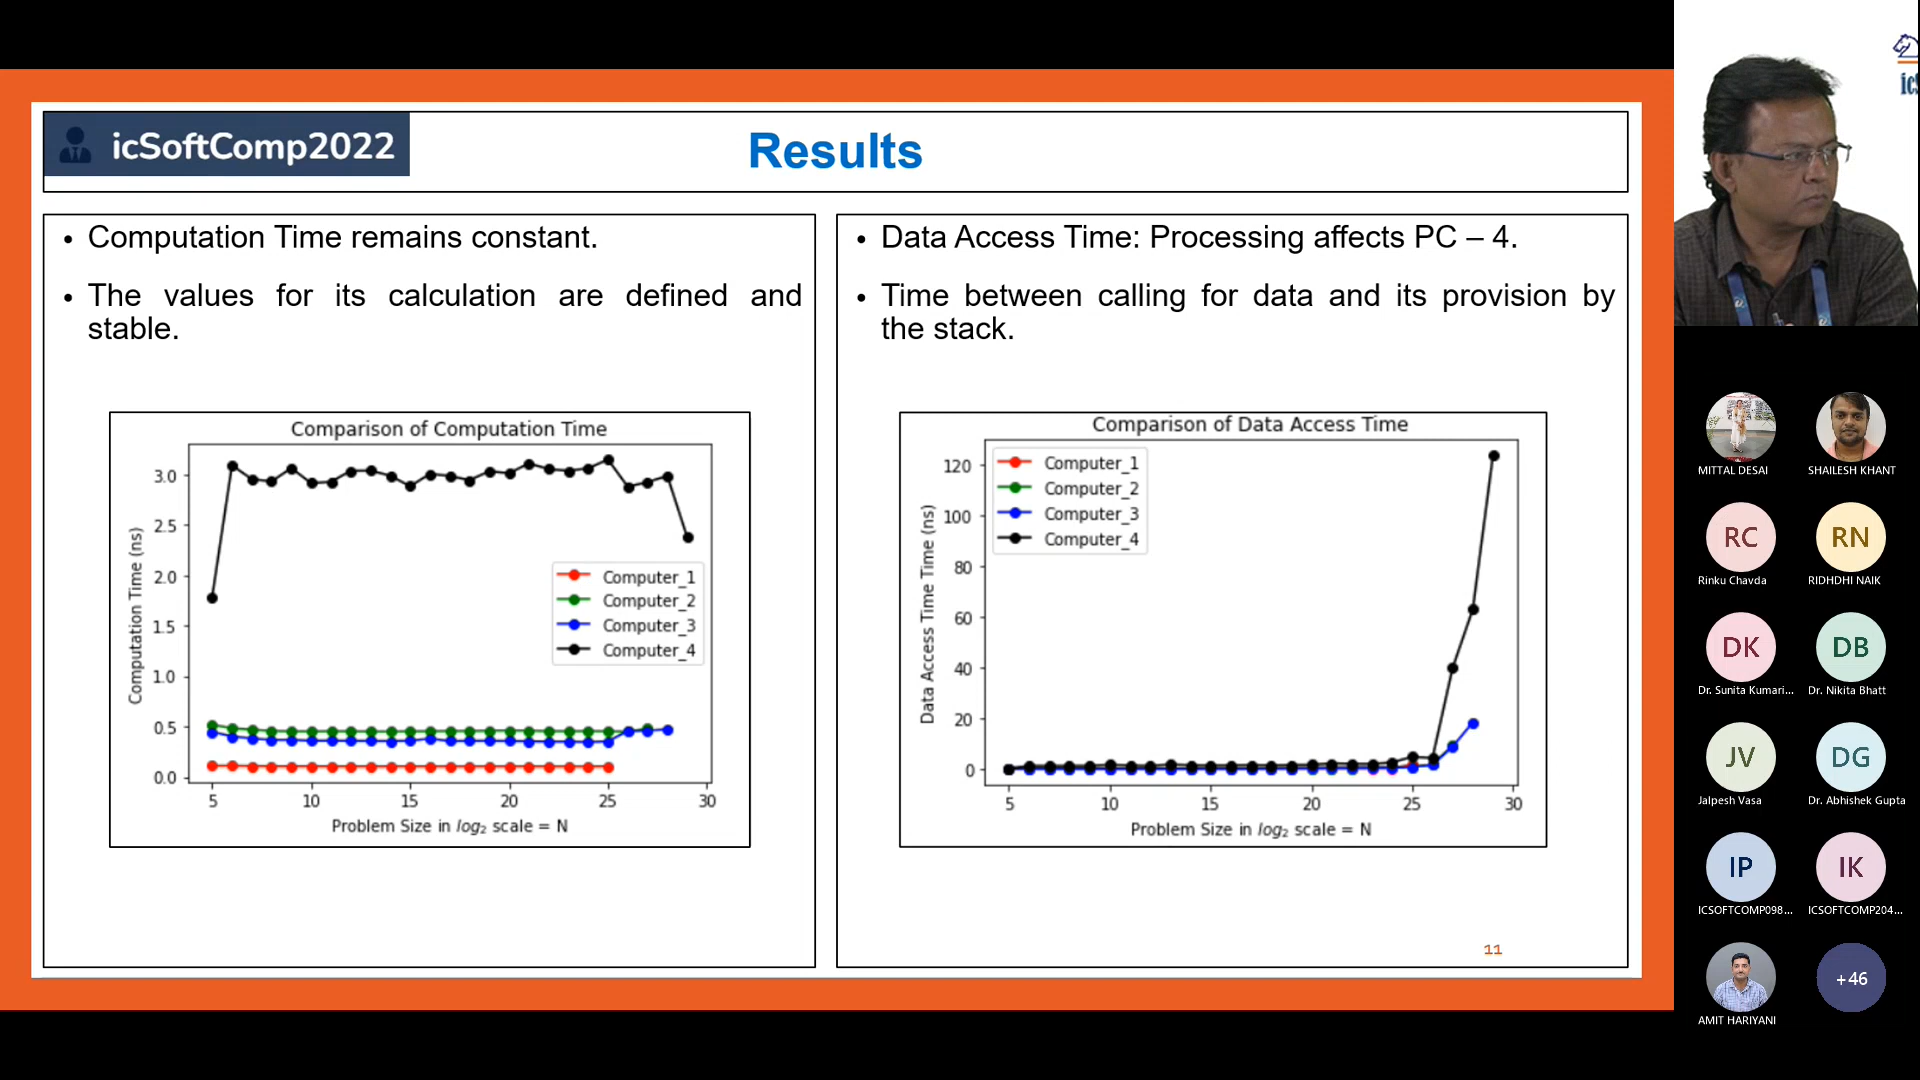 icSoftComp2022
Results
• Computation Time remains constant.
• The values for its calculation are defined and
stable.
Comparison of Computation Time
Computation Time (ns)
3.0
2.5
2.0
1.5
1.0
0.5
0.0
Computer_1
Computer_2
Computer_3
Computer_4
5 10 15 20 25 30
Problem Size in log₂ scale = N
• Data Access Time: Processing affects PC – 4.
• Time between calling for data and its provision by
the stack.
Comparison of Data Access Time
Data Access Time Time (ns)
120
100
80
60
40
20
0
Computer_1
Computer_2
Computer_3
Computer_4
5 10 15 20 25 30
Problem Size in log₂ scale = N
11
MITTAL DESAI
SHAILESH KHANT
RC
Rinku Chavda
RN
RIDHDHI NAIK
DK
Dr. Sunita Kumari...
DB
Dr. Nikita Bhatt
JV
Jalpesh Vasa
DG
Dr. Abhishek Gupta
IP
ICSOFTCOMP098...
IK
ICSOFTCOMP204...
AMIT HARIYANI
+46